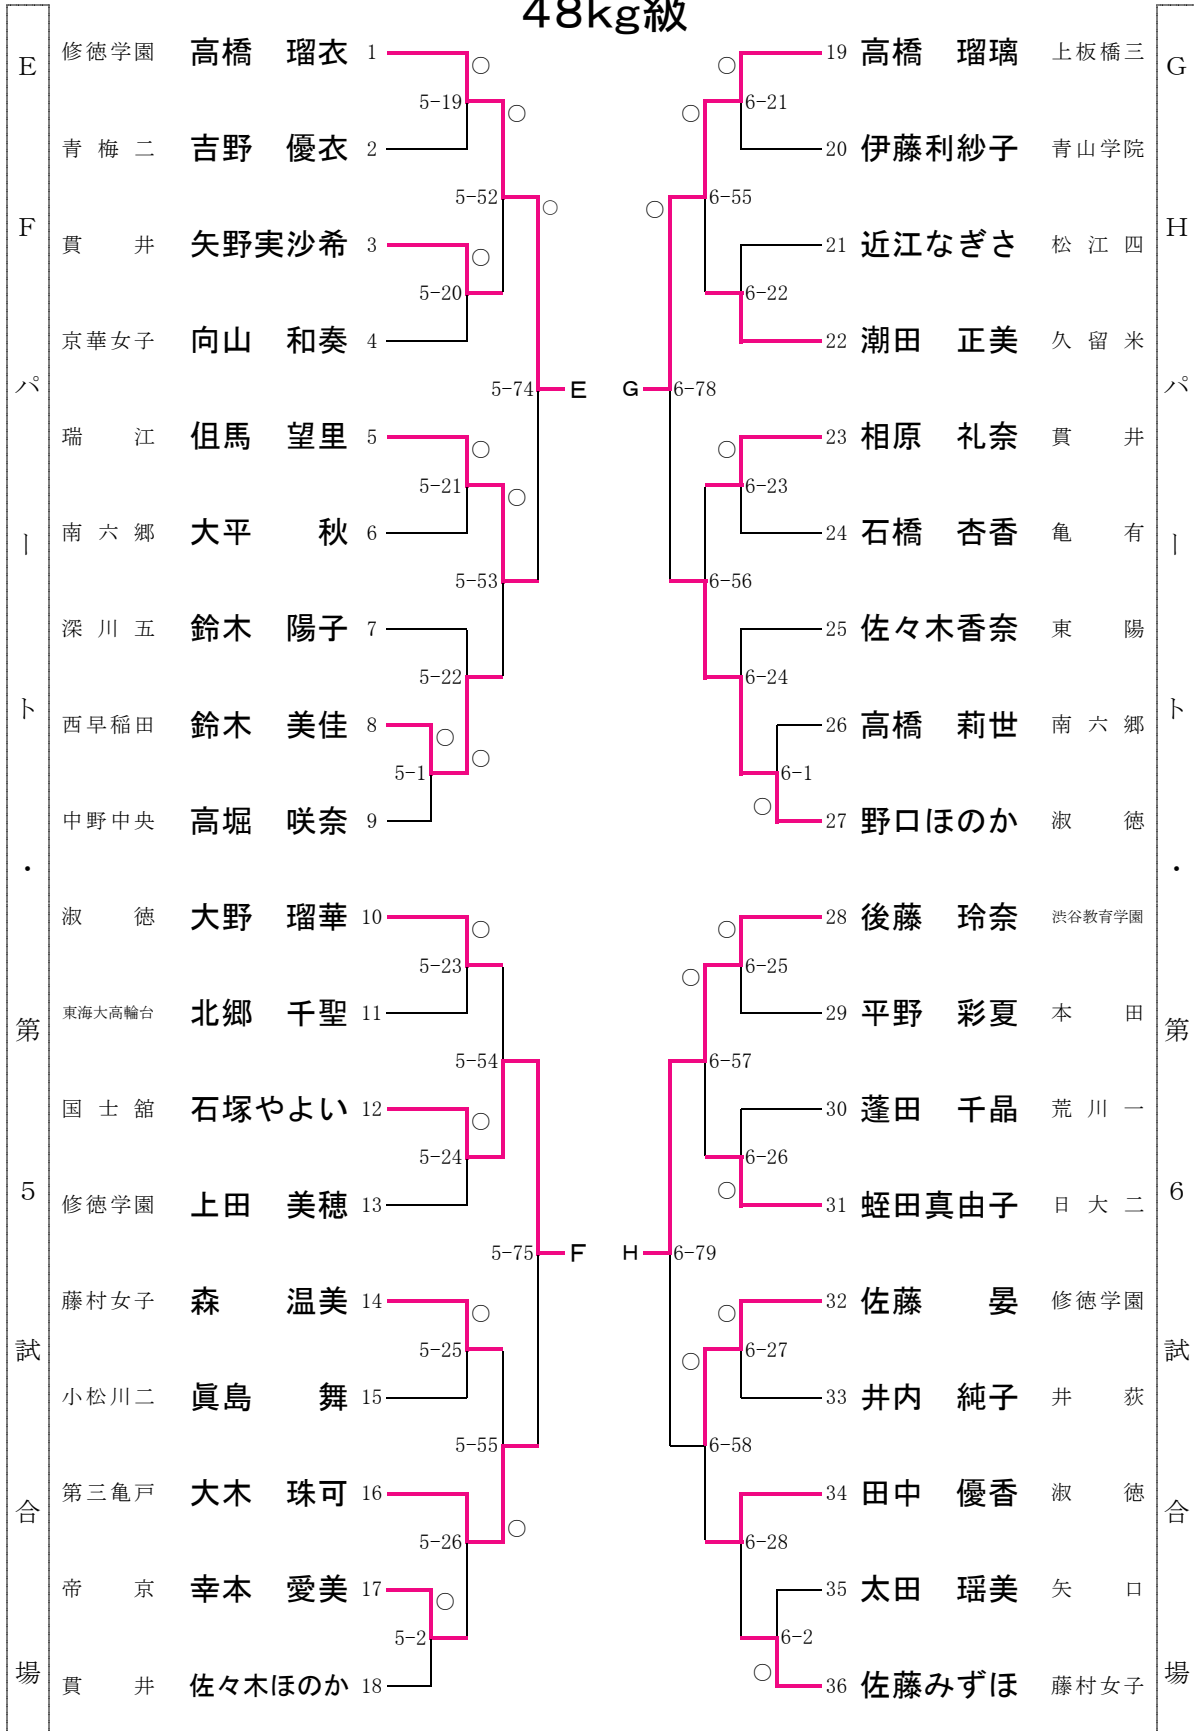 48kg級
EFパート・第5試合場
修徳学園 高橋 瑠衣 1
青梅二 吉野 優衣 2
貫井 矢野実沙希 3
京華女子 向山 和奏 4
瑞江 但馬 望里 5
南六郷 大平 秋 6
深川五 鈴木 陽子 7
西早稲田 鈴木 美佳 8
中野中央 高堀 咲奈 9
淑徳 大野 瑠華 10
東海大高輪台 北郷 千聖 11
国士舘 石塚やよい 12
修徳学園 上田 美穂 13
藤村女子 森 温美 14
小松川二 眞島 舞 15
第三亀戸 大木 珠可 16
帝京 幸本 愛美 17
貫井 佐々木ほのか 18
5-19
5-52
5-20
5-74
E
5-21
5-53
5-22
5-1
5-23
5-54
5-24
5-75
F
5-25
5-55
5-26
5-2
6-21
6-55
6-22
G
6-78
6-23
6-56
6-24
6-1
6-25
6-57
6-26
H
6-79
6-27
6-58
6-28
6-2
19 高橋 瑠璃 上板橋三
20 伊藤利紗子 青山学院
21 近江なぎさ 松江四
22 潮田 正美 久留米
23 相原 礼奈 貫井
24 石橋 杏香 亀有
25 佐々木香奈 東陽
26 高橋 莉世 南六郷
27 野口ほのか 淑徳
28 後藤 玲奈 渋谷教育学園
29 平野 彩夏 本田
30 蓬田 千晶 荒川一
31 蛭田真由子 日大二
32 佐藤 晏 修徳学園
33 井内 純子 井荻
34 田中 優香 淑徳
35 太田 瑶美 矢口
36 佐藤みずほ 藤村女子
GHパート・第6試合場